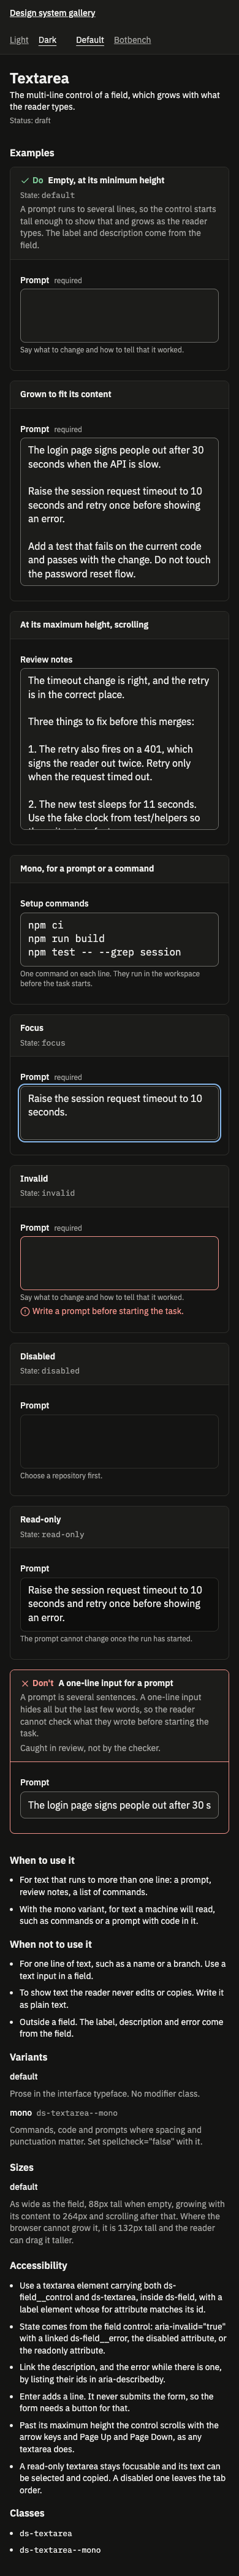 Design system gallery
Light Dark Default Botbench
Textarea
The multi-line control of a field, which grows with what
the reader types.
Status: draft
Examples
Do Empty, at its minimum height
State: default
A prompt runs to several lines, so the control starts
tall enough to show that and grows as the reader
types. The label and description come from the
field.
Prompt required
Say what to change and how to tell that it worked.
Grown to fit its content
Prompt required
The login page signs people out after 30
seconds when the API is slow.
Raise the session request timeout to 10
seconds and retry once before showing
an error.
Add a test that fails on the current code
and passes with the change. Do not touch
the password reset flow.
At its maximum height, scrolling
Review notes
The timeout change is right, and the retry
is in the correct place.
Three things to fix before this merges:
1. The retry also fires on a 401, which
signs the reader out twice. Retry only
when the request timed out.
2. The new test sleeps for 11 seconds.
Use the fake clock from test/helpers so
Mono, for a prompt or a command
Setup commands
npm ci
npm run build
npm test -- --grep session
One command on each line. They run in the workspace
before the task starts.
Focus
State: focus
Prompt required
Raise the session request timeout to 10
seconds.
Invalid
State: invalid
Prompt required
Say what to change and how to tell that it worked.
Write a prompt before starting the task.
Disabled
State: disabled
Prompt
Choose a repository first.
Read-only
State: read-only
Prompt
Raise the session request timeout to 10
seconds and retry once before showing
an error.
The prompt cannot change once the run has started.
Don't A one-line input for a prompt
A prompt is several sentences. A one-line input
hides all but the last few words, so the reader
cannot check what they wrote before starting the
task.
Caught in review, not by the checker.
Prompt
The login page signs people out after 30 s
When to use it
• For text that runs to more than one line: a prompt,
review notes, a list of commands.
• With the mono variant, for text a machine will read,
such as commands or a prompt with code in it.
When not to use it
• For one line of text, such as a name or a branch. Use a
text input in a field.
• To show text the reader never edits or copies. Write it
as plain text.
• Outside a field. The label, description and error come
from the field.
Variants
default
Prose in the interface typeface. No modifier class.
mono ds-textarea--mono
Commands, code and prompts where spacing and
punctuation matter. Set spellcheck="false" with it.
Sizes
default
As wide as the field, 88px tall when empty, growing with
its content to 264px and scrolling after that. Where the
browser cannot grow it, it is 132px tall and the reader
can drag it taller.
Accessibility
• Use a textarea element carrying both ds-
field__control and ds-textarea, inside ds-field, with a
label element whose for attribute matches its id.
• State comes from the field control: aria-invalid="true"
with a linked ds-field__error, the disabled attribute, or
the readonly attribute.
• Link the description, and the error while there is one,
by listing their ids in aria-describedby.
• Enter adds a line. It never submits the form, so the
form needs a button for that.
• Past its maximum height the control scrolls with the
arrow keys and Page Up and Page Down, as any
textarea does.
• A read-only textarea stays focusable and its text can
be selected and copied. A disabled one leaves the tab
order.
Classes
• ds-textarea
• ds-textarea--mono